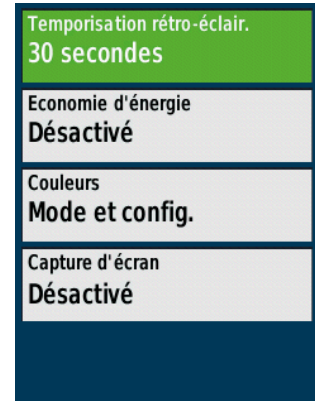 Temporisation rétro-éclair.
30 secondes
Economie d'énergie
Désactivé
Couleurs
Mode et config.
Capture d'écran
Désactivé